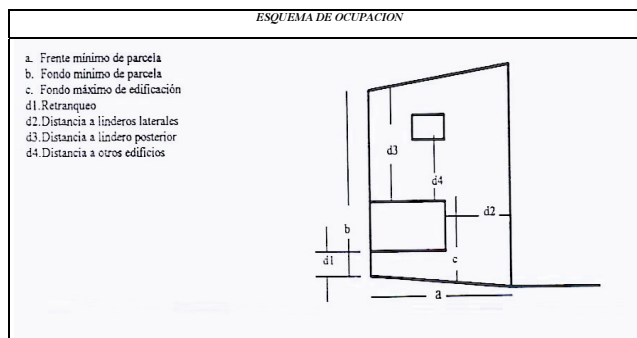 ESQUEMA DE OCUPACION
a. Frente mínimo de parcela
b. Fondo mínimo de parcela
c. Fondo máximo de edificación
d1.Retranqueo
d2.Distancia a linderos laterales
d3.Distancia a lindero posterior
d4.Distancia a otros edificios
d3
d4
d2
b
d1
c
a